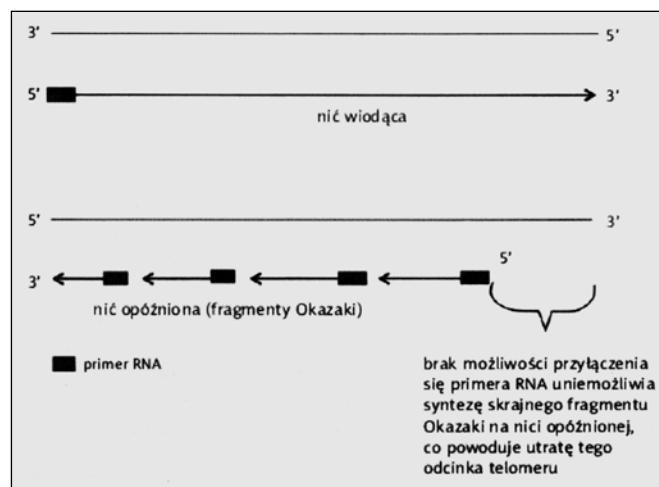 3' 5'
5' 3'
nić wiodąca
5' 3'
5'
3'
nić opóźniona (fragmenty Okazaki)
primer RNA
brak możliwości przyłączenia
się primera RNA uniemożliwia
syntezę skrajnego fragmentu
Okazaki na nici opóźnionej,
co powoduje utratę tego
odcinka telomeru